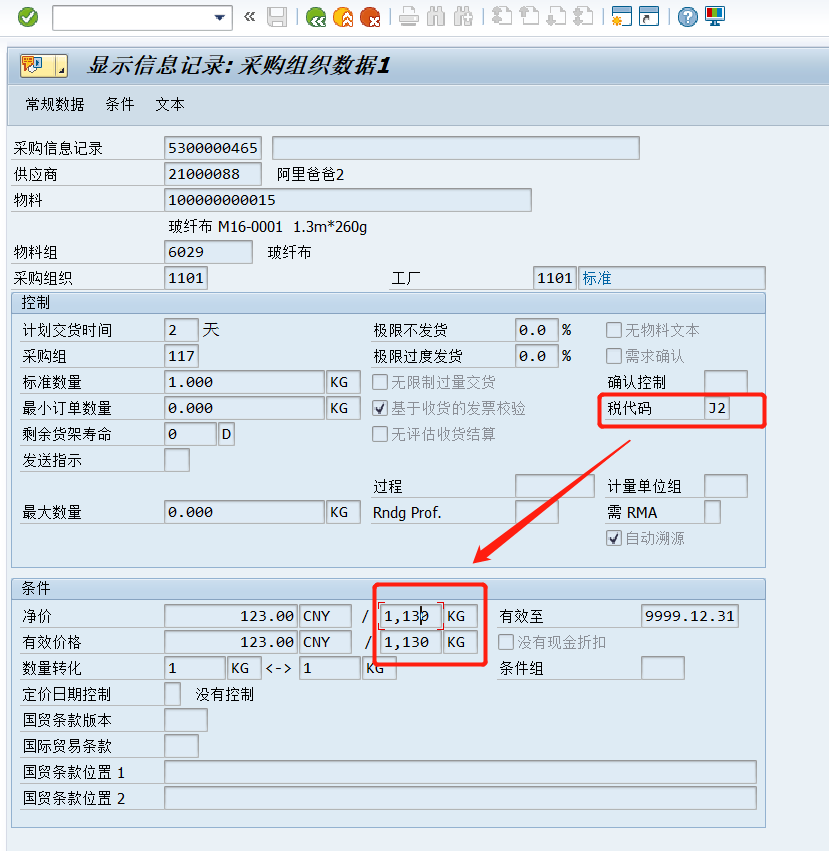 显示信息记录: 采购组织数据1
常规数据 条件 文本
采购信息记录 5300000465
供应商 21000088 阿里爸爸2
物料 100000000015
玻纤布 M16-0001 1.3m*260g
物料组 6029 玻纤布
采购组织 1101 工厂 1101 标准
控制
计划交货时间 2 天 极限不发货 0.0 % 无物料文本
采购组 117 极限过度发货 0.0 % 需求确认
标准数量 1.000 KG 无限制过量交货 确认控制
最小订单数量 0.000 KG 基于收货的发票校验 税代码 J2
剩余货架寿命 0 D 无评估收货结算
发送指示
过程 计量单位组
最大数量 0.000 KG Rndg Prof. 需 RMA
自动溯源
条件
净价 123.00 CNY / 1,130 KG 有效至 9999.12.31
有效价格 123.00 CNY / 1,130 KG 没有现金折扣
数量转化 1 KG <-> 1 KG 条件组
定价日期控制 没有控制
国贸条款版本
国际贸易条款
国贸条款位置 1
国贸条款位置 2